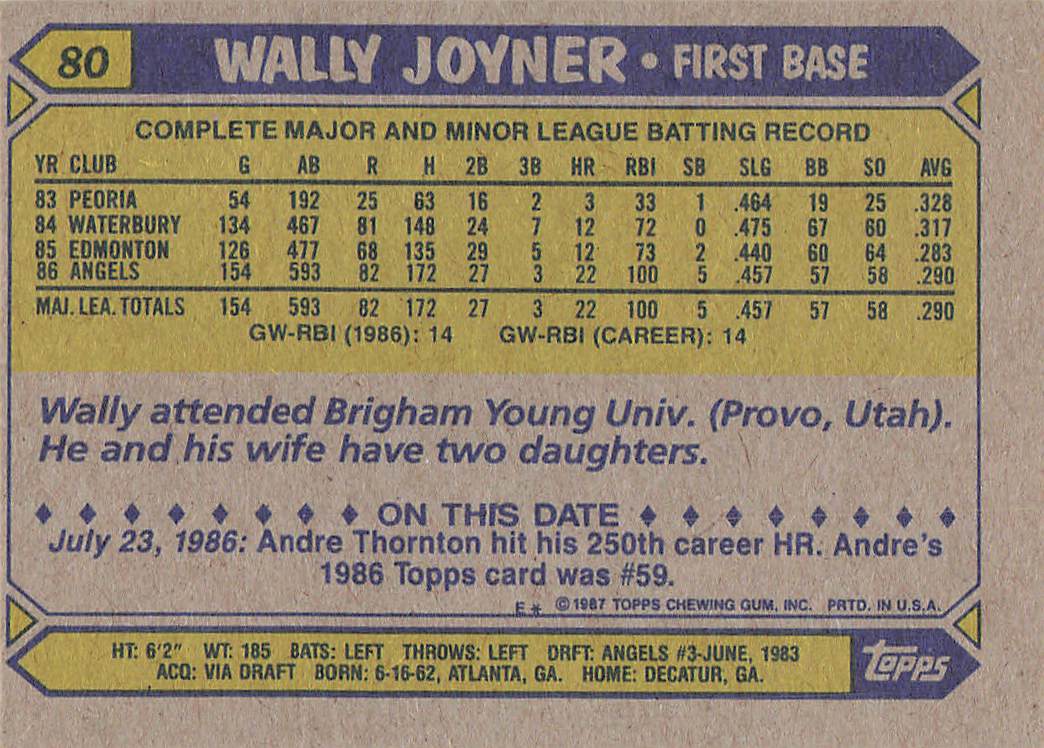 80 WALLY JOYNER • FIRST BASE
COMPLETE MAJOR AND MINOR LEAGUE BATTING RECORD
YR CLUB G AB R H 2B 3B HR RBI SB SLG BB SO AVG
83 PEORIA 54 192 25 63 16 2 3 33 1 .464 19 25 .328
84 WATERBURY 134 467 81 148 24 7 12 72 0 .475 67 60 .317
85 EDMONTON 126 477 68 135 29 5 12 73 2 .440 60 64 .283
86 ANGELS 154 593 82 172 27 3 22 100 5 .457 57 58 .290
MAJ. LEA. TOTALS 154 593 82 172 27 3 22 100 5 .457 57 58 .290
GW-RBI (1986): 14 GW-RBI (CAREER): 14
Wally attended Brigham Young Univ. (Provo, Utah).
He and his wife have two daughters.
♦ ♦ ♦ ♦ ♦ ♦ ♦ ♦ ON THIS DATE ♦ ♦ ♦ ♦ ♦ ♦ ♦ ♦
July 23, 1986: Andre Thornton hit his 250th career HR. Andre's
1986 Topps card was #59.
E* ©1987 TOPPS CHEWING GUM, INC. PRTD. IN U.S.A.
HT: 6'2" WT: 185 BATS: LEFT THROWS: LEFT DRFT: ANGELS #3-JUNE, 1983
ACQ: VIA DRAFT BORN: 6-16-62, ATLANTA, GA. HOME: DECATUR, GA.
topps